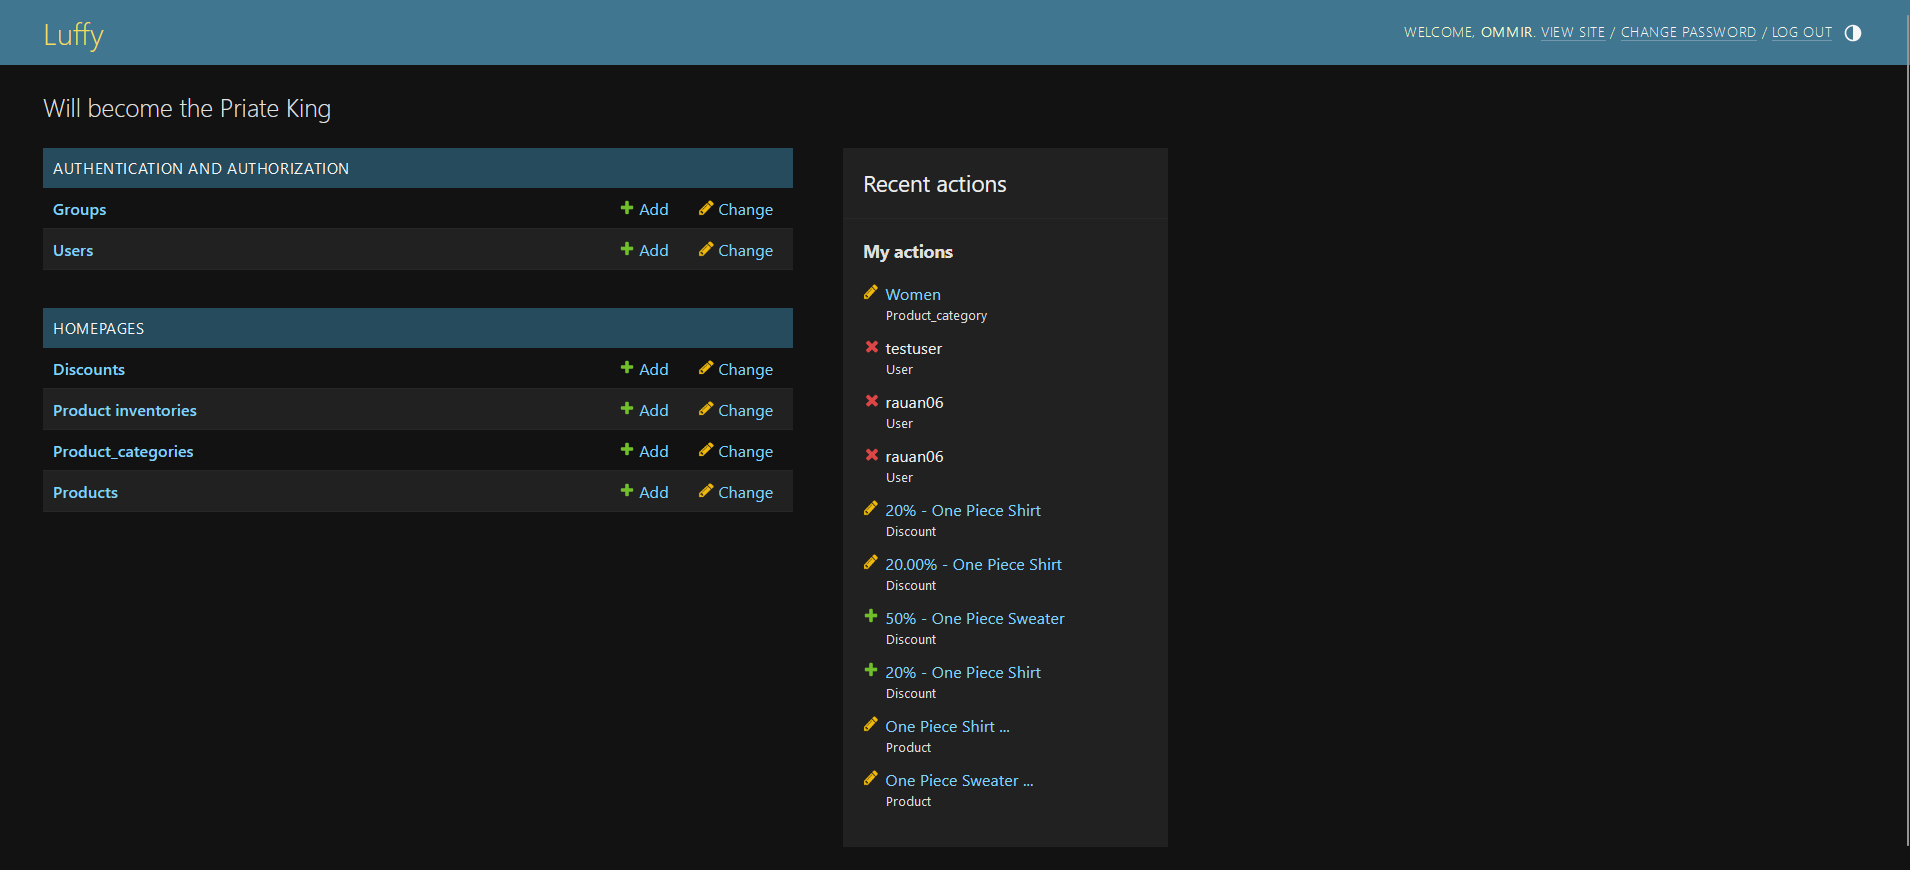 Luffy
WELCOME, OMMIR. VIEW SITE / CHANGE PASSWORD / LOG OUT
Will become the Priate King
AUTHENTICATION AND AUTHORIZATION
Groups Add Change
Users Add Change
HOMEPAGES
Discounts Add Change
Product inventories Add Change
Product_categories Add Change
Products Add Change
Recent actions
My actions
Women
Product_category
testuser
User
rauan06
User
rauan06
User
20% - One Piece Shirt
Discount
20.00% - One Piece Shirt
Discount
50% - One Piece Sweater
Discount
20% - One Piece Shirt
Discount
One Piece Shirt ...
Product
One Piece Sweater ...
Product